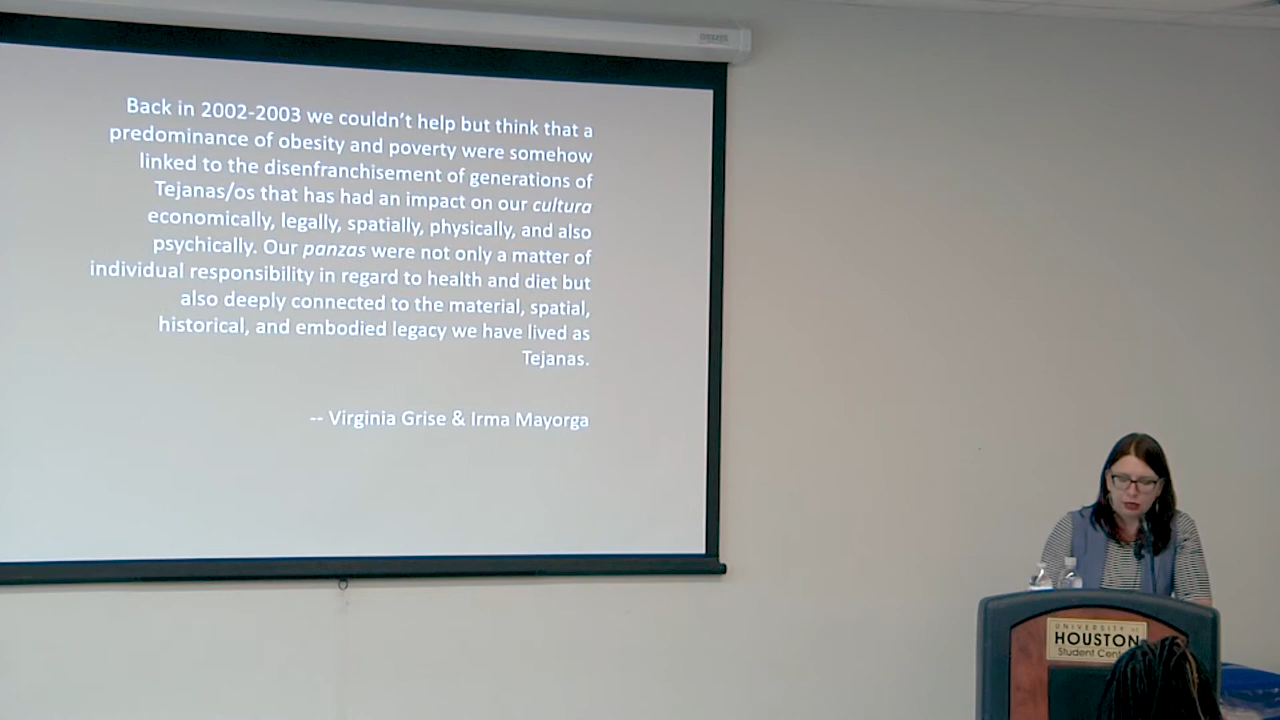 Back in 2002-2003 we couldn't help but think that a
predominance of obesity and poverty were somehow
linked to the disenfranchisement of generations of
Tejanas/os that has had an impact on our cultura
economically, legally, spatially, physically, and also
psychically. Our panzas were not only a matter of
individual responsibility in regard to health and diet but
also deeply connected to the material, spatial,
historical, and embodied legacy we have lived as
Tejanas.
-- Virginia Grise & Irma Mayorga
UNIVERSITY of
HOUSTON
Student